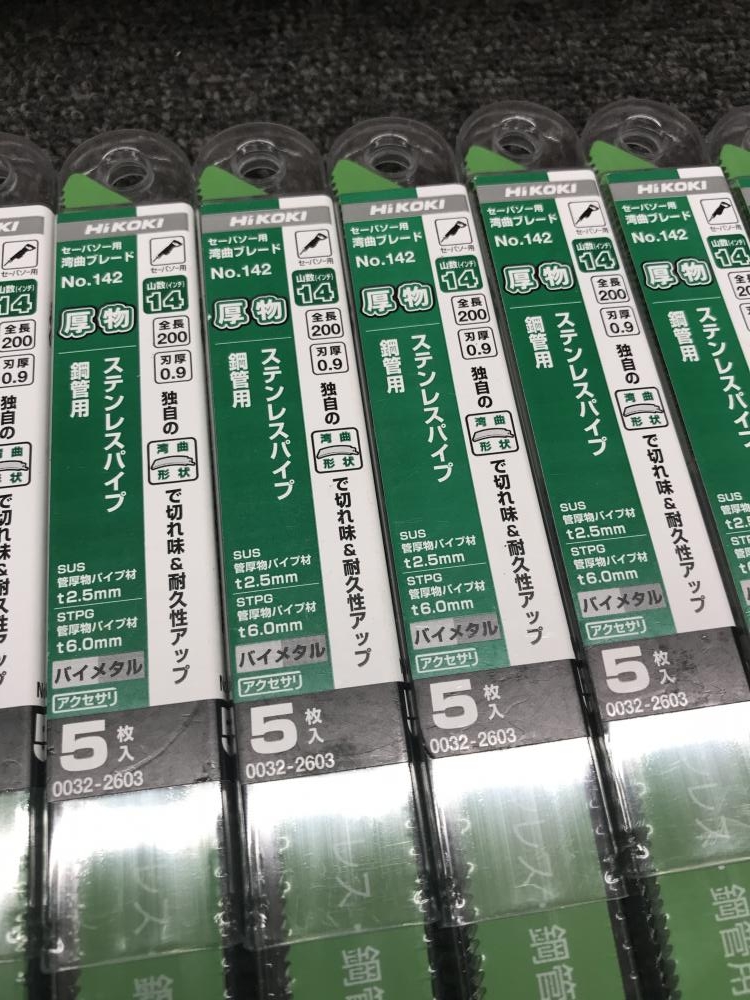 HiKOKI
セーバソー用
湾曲ブレード
No.142
厚物
ステンレスパイプ
鋼管用
SUS
管厚物パイプ材
t2.5mm
STPG
管厚物パイプ材
t6.0mm
バイメタル
アクセサリ
セーバソー用
山数(インチ)
14
全長
200
刃厚
0.9
独自の湾曲形状で切れ味&耐久性アップ
5枚入
0032-2603
HiKOKI
セーバソー用
湾曲ブレード
No.142
厚物
ステンレスパイプ
鋼管用
SUS
管厚物パイプ材
t2.5mm
STPG
管厚物パイプ材
t6.0mm
バイメタル
アクセサリ
セーバソー用
山数(インチ)
14
全長
200
刃厚
0.9
独自の湾曲形状で切れ味&耐久性アップ
5枚入
0032-2603
HiKOKI
セーバソー用
湾曲ブレード
No.142
厚物
ステンレスパイプ
鋼管用
SUS
管厚物パイプ材
t2.5mm
STPG
管厚物パイプ材
t6.0mm
バイメタル
アクセサリ
セーバソー用
山数(インチ)
14
全長
200
刃厚
0.9
独自の湾曲形状で切れ味&耐久性アップ
5枚入
0032-2603
HiKOKI
セーバソー用
湾曲ブレード
No.142
厚物
ステンレスパイプ
鋼管用
SUS
管厚物パイプ材
t2.5mm
STPG
管厚物パイプ材
t6.0mm
バイメタル
アクセサリ
セーバソー用
山数(インチ)
14
全長
200
刃厚
0.9
独自の湾曲形状で切れ味&耐久性アップ
5枚入
0032-2603
HiKOKI
セーバソー用
湾曲ブレード
No.142
厚物
ステンレスパイプ
鋼管用